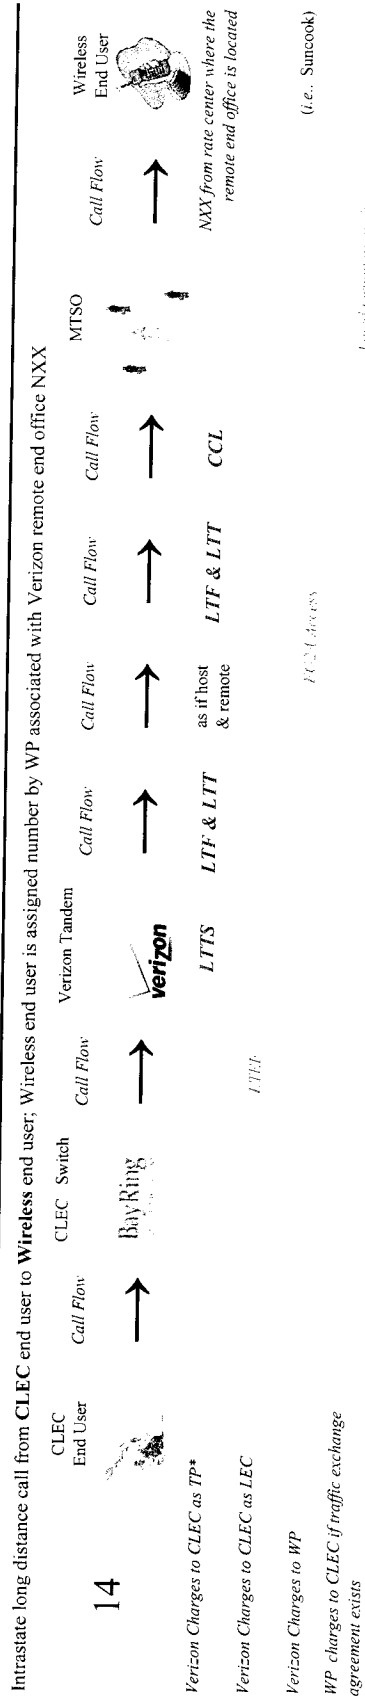 Intrastate long distance call from CLEC end user to Wireless end user; Wireless end user is assigned number by WP associated with Verizon remote end office NXX
14
CLEC
End User
Call Flow
CLEC Switch
BayRing
Call Flow
Verizon Tandem
verizon
Call Flow
Call Flow
Call Flow
Call Flow
MTSO
Call Flow
Wireless
End User
Verizon Charges to CLEC as TP*
LTTS
LTF & LTT
as if host
& remote
LTF & LTT
CCL
NXX from rate center where the
remote end office is located
Verizon Charges to CLEC as LEC
Verizon Charges to WP
Access
(i.e., Suncook)
WP charges to CLEC if traffic exchange
agreement exists